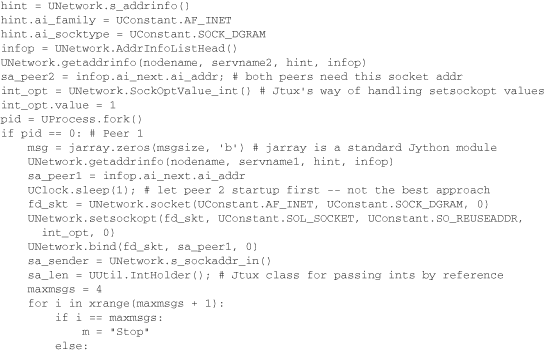 hint = UNetwork.s_addrinfo()
hint.ai_family = UConstant.AF_INET
hint.ai_socktype = UConstant.SOCK_DGRAM
infop = UNetwork.AddrInfoListHead()
UNetwork.getaddrinfo(nodename, servname2, hint, infop)
sa_peer2 = infop.ai_next.ai_addr; # both peers need this socket addr
int_opt = UNetwork.SockOptValue_int() # Jtux's way of handling setsockopt values
int_opt.value = 1
pid = UProcess.fork()
if pid == 0: # Peer 1
    msg = jarray.zeros(msgsize, 'b') # jarray is a standard Jython module
    UNetwork.getaddrinfo(nodename, servname1, hint, infop)
    sa_peer1 = infop.ai_next.ai_addr
    UClock.sleep(1); # let peer 2 startup first -- not the best approach
    fd_skt = UNetwork.socket(UConstant.AF_INET, UConstant.SOCK_DGRAM, 0)
    UNetwork.setsockopt(fd_skt, UConstant.SOL_SOCKET, UConstant.SO_REUSEADDR,
      int_opt, 0)
    UNetwork.bind(fd_skt, sa_peer1, 0)
    sa_sender = UNetwork.s_sockaddr_in()
    sa_len = UUtil.IntHolder(); # Jtux class for passing ints by reference
    maxmsgs = 4
    for i in xrange(maxmsgs + 1):
        if i == maxmsgs:
            m = "Stop"
        else: